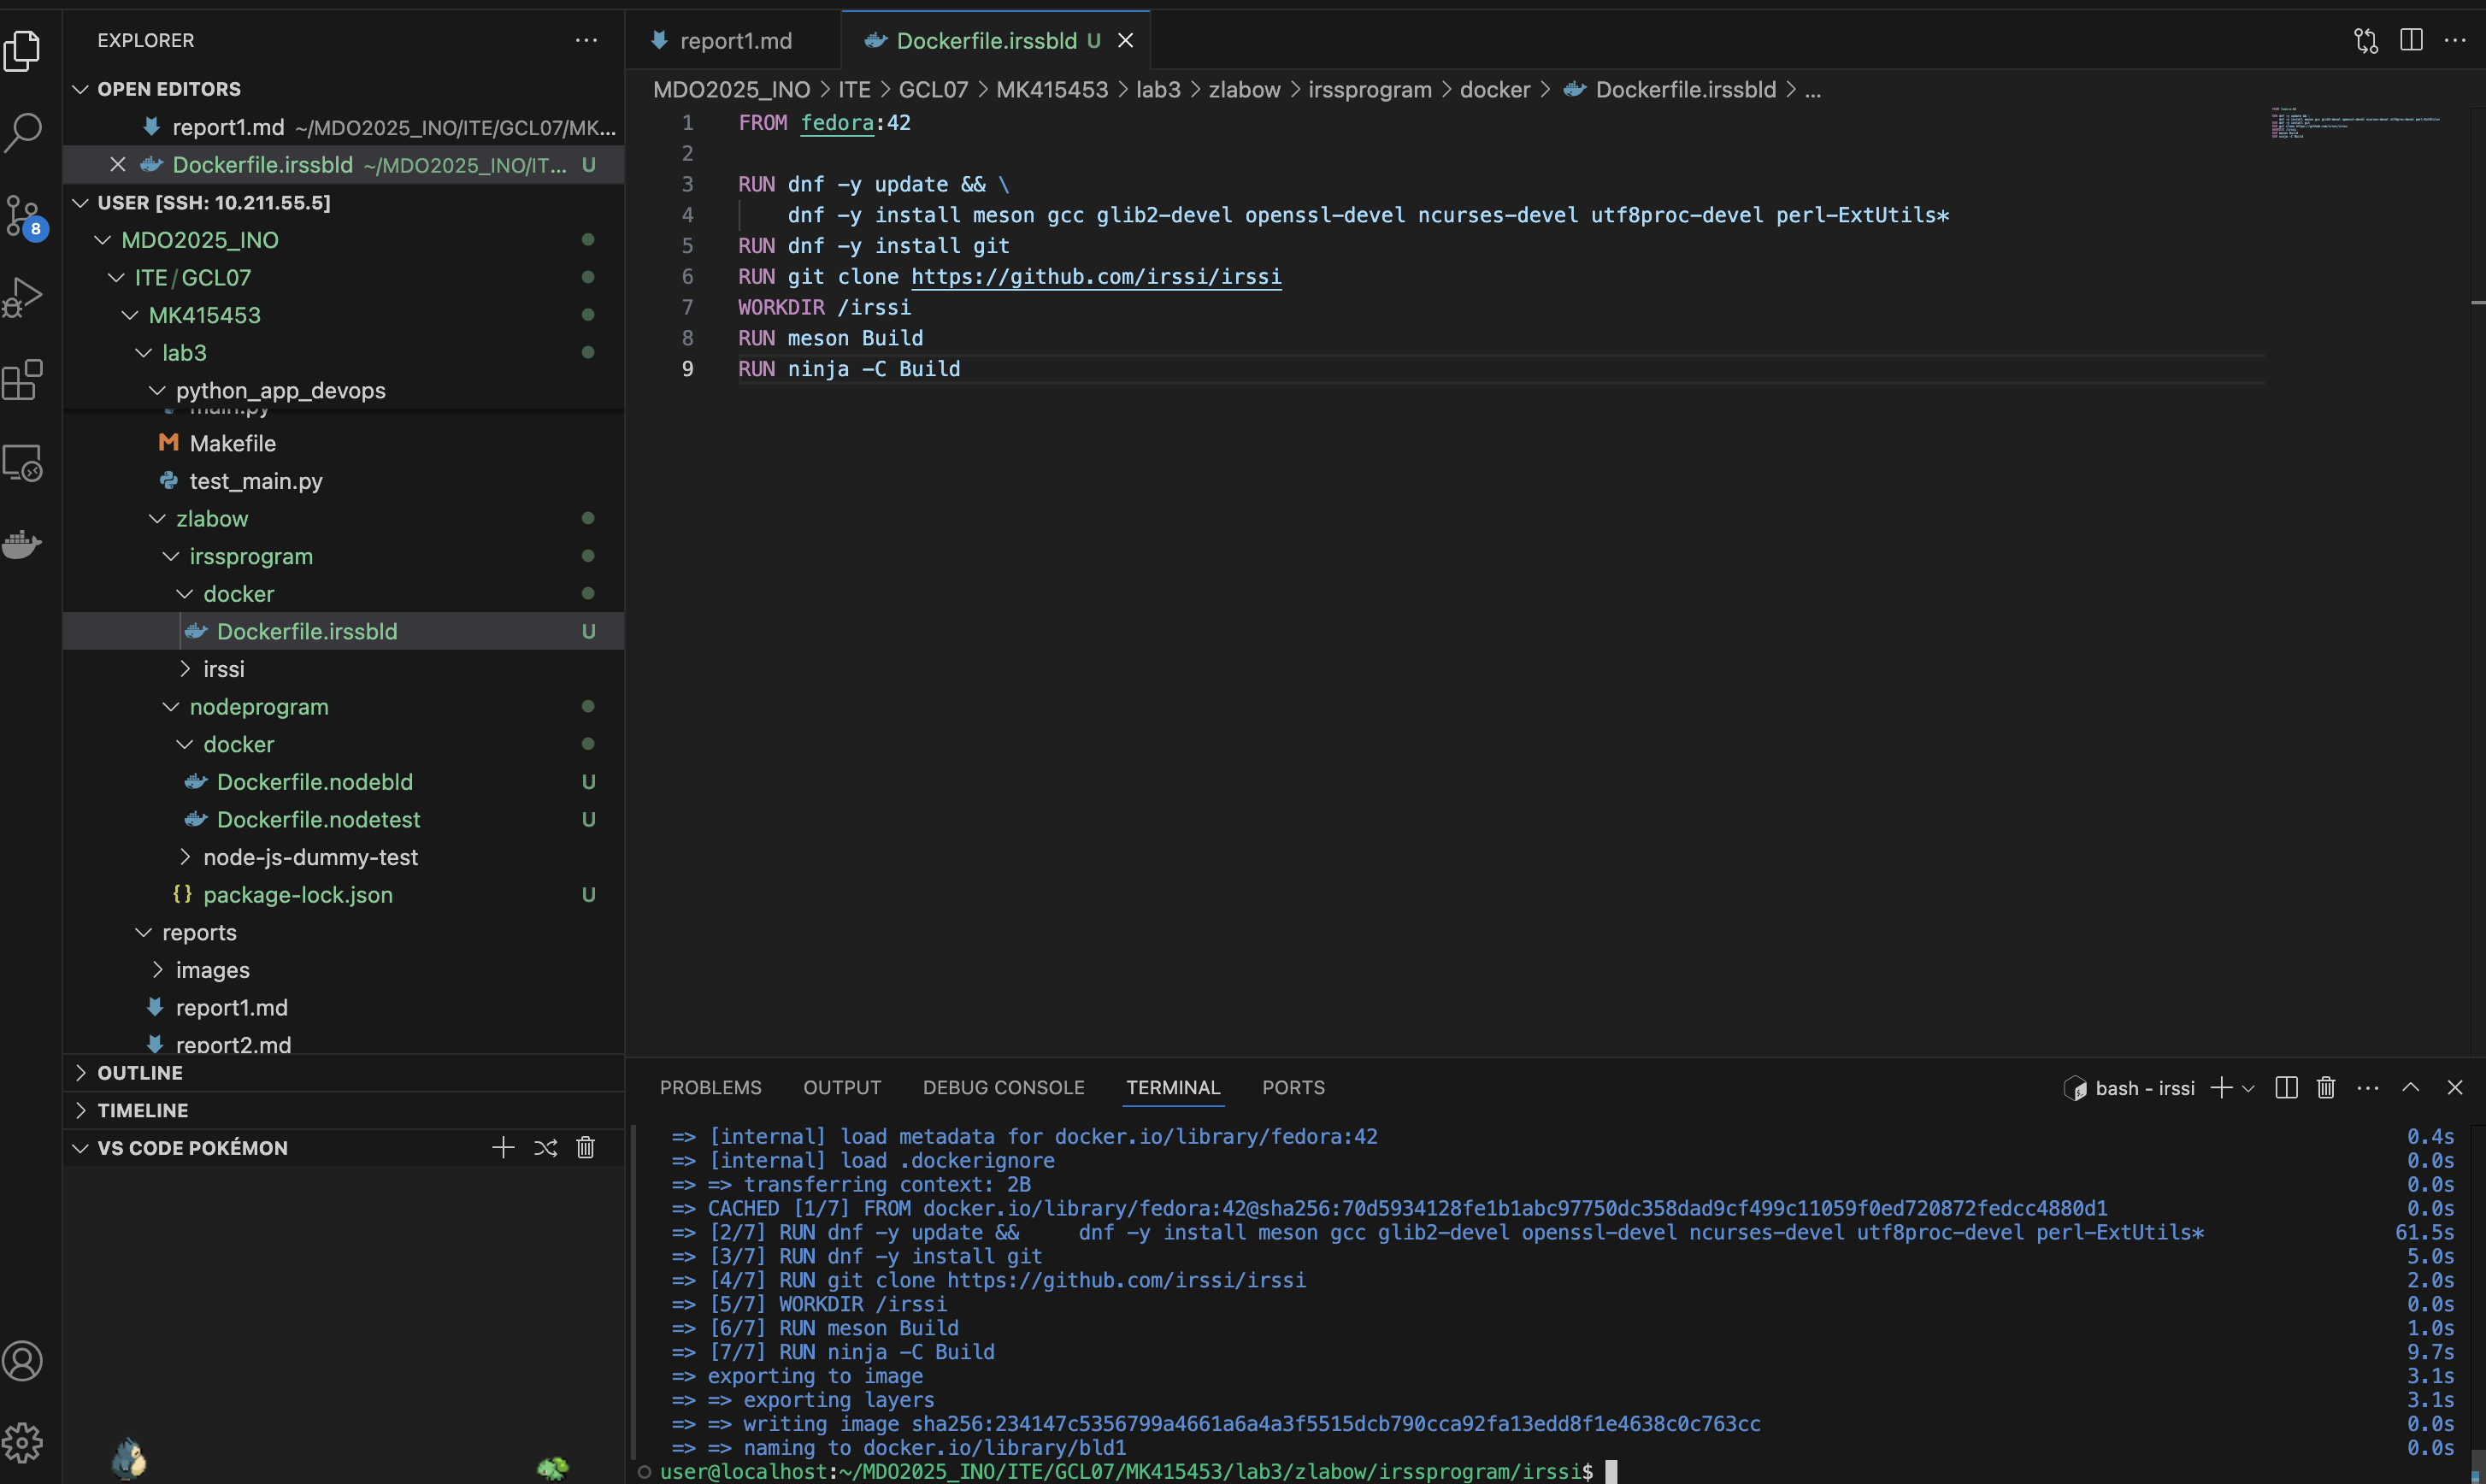 EXPLORER
OPEN EDITORS
report1.md ~/MDO2025_INO/ITE/GCL07/MK...
Dockerfile.irssbld ~/MDO2025_INO/IT... U
USER [SSH: 10.211.55.5]
8
MDO2025_INO
ITE / GCL07
MK415453
lab3
python_app_devops
main.py
Makefile
test_main.py
zlabow
irssprogram
docker
Dockerfile.irssbld U
irssi
nodeprogram
docker
Dockerfile.nodebld U
Dockerfile.nodetest U
node-js-dummy-test
package-lock.json U
reports
images
report1.md
report2.md
OUTLINE
TIMELINE
VS CODE POKÉMON
report1.md
Dockerfile.irssbld U
MDO2025_INO > ITE > GCL07 > MK415453 > lab3 > zlabow > irssprogram > docker > Dockerfile.irssbld > ...
1 FROM fedora:42
2
3 RUN dnf -y update && \
4 dnf -y install meson gcc glib2-devel openssl-devel ncurses-devel utf8proc-devel perl-ExtUtils*
5 RUN dnf -y install git
6 RUN git clone https://github.com/irssi/irssi
7 WORKDIR /irssi
8 RUN meson Build
9 RUN ninja -C Build
PROBLEMS OUTPUT DEBUG CONSOLE TERMINAL PORTS
bash - irssi
=> [internal] load metadata for docker.io/library/fedora:42 0.4s
=> [internal] load .dockerignore 0.0s
=> => transferring context: 2B 0.0s
=> CACHED [1/7] FROM docker.io/library/fedora:42@sha256:70d5934128fe1b1abc97750dc358dad9cf499c11059f0ed720872fedcc4880d1 0.0s
=> [2/7] RUN dnf -y update &&     dnf -y install meson gcc glib2-devel openssl-devel ncurses-devel utf8proc-devel perl-ExtUtils* 61.5s
=> [3/7] RUN dnf -y install git 5.0s
=> [4/7] RUN git clone https://github.com/irssi/irssi 2.0s
=> [5/7] WORKDIR /irssi 0.0s
=> [6/7] RUN meson Build 1.0s
=> [7/7] RUN ninja -C Build 9.7s
=> exporting to image 3.1s
=> => exporting layers 3.1s
=> => writing image sha256:234147c5356799a4661a6a4a3f5515dcb790cca92fa13edd8f1e4638c0c763cc 0.0s
=> => naming to docker.io/library/bld1 0.0s
user@localhost:~/MDO2025_INO/ITE/GCL07/MK415453/lab3/zlabow/irssprogram/irssi$